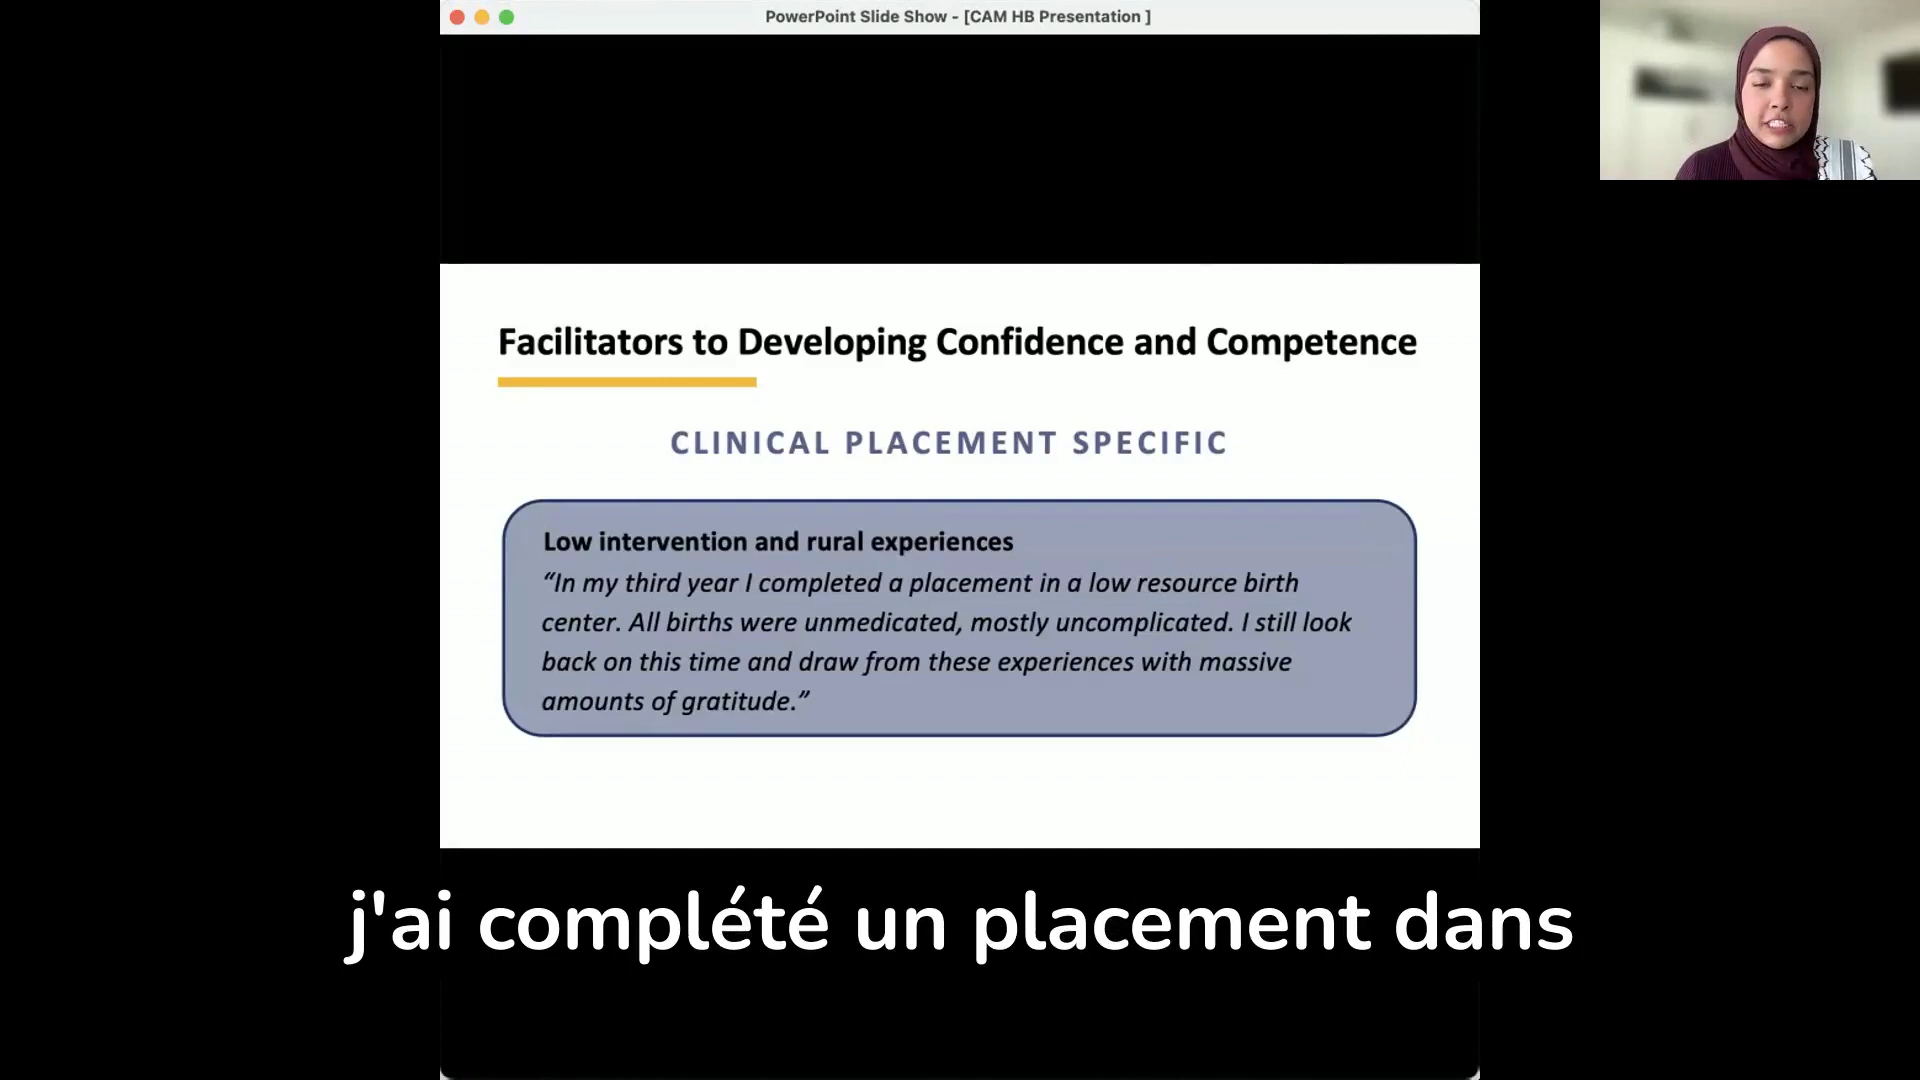 PowerPoint Slide Show - [CAM HB Presentation ]
Facilitators to Developing Confidence and Competence
CLINICAL PLACEMENT SPECIFIC
Low intervention and rural experiences
“In my third year I completed a placement in a low resource birth
center. All births were unmedicated, mostly uncomplicated. I still look
back on this time and draw from these experiences with massive
amounts of gratitude.”
j'ai complété un placement dans